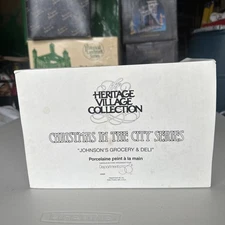 HERITAGE
VILLAGE
COLLECTION
CHRISTMAS IN THE CITY SERIES
"JOHNSON'S GROCERY & DELI"
Porcelaine peint à la main